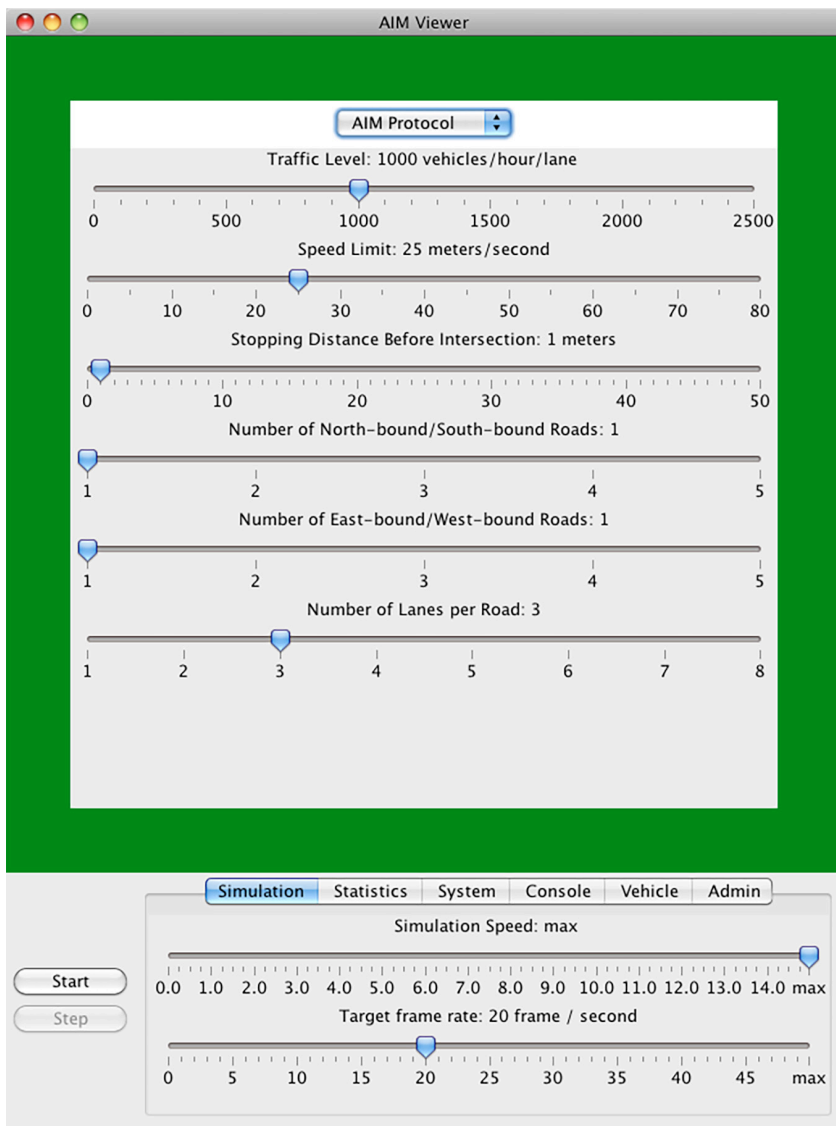 AIM Viewer
AIM Protocol
Traffic Level: 1000 vehicles/hour/lane
0 500 1000 1500 2000 2500
Speed Limit: 25 meters/second
0 10 20 30 40 50 60 70 80
Stopping Distance Before Intersection: 1 meters
0 10 20 30 40 50
Number of North-bound/South-bound Roads: 1
1 2 3 4 5
Number of East-bound/West-bound Roads: 1
1 2 3 4 5
Number of Lanes per Road: 3
1 2 3 4 5 6 7 8
Simulation Statistics System Console Vehicle Admin
Simulation Speed: max
Start
0.0 1.0 2.0 3.0 4.0 5.0 6.0 7.0 8.0 9.0 10.0 11.0 12.0 13.0 14.0 max
Step
Target frame rate: 20 frame / second
0 5 10 15 20 25 30 35 40 45 max